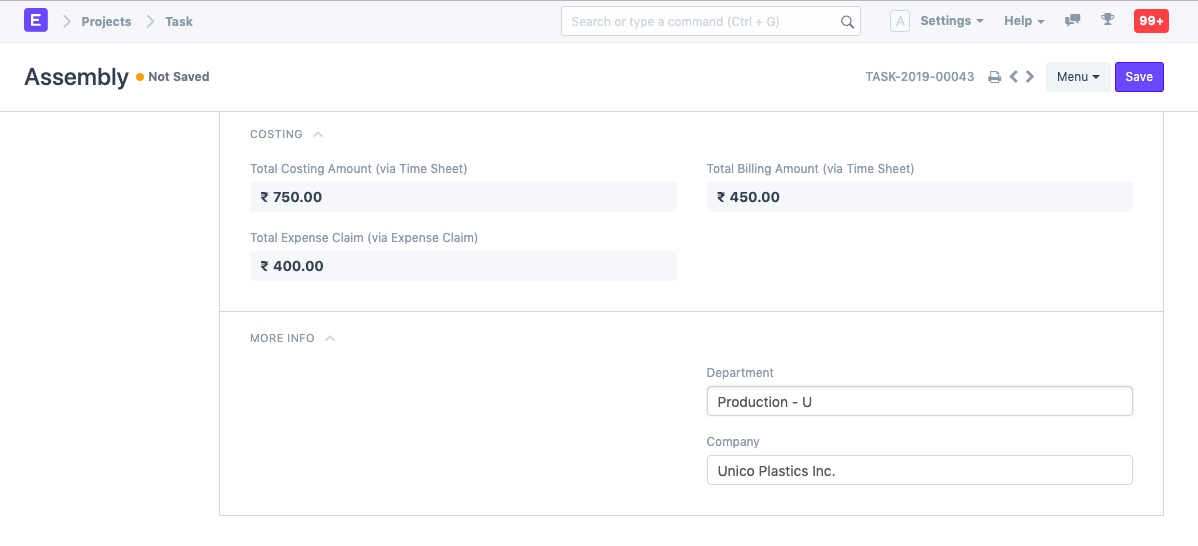 E Projects Task Search or type a command (Ctrl + G) A Settings Help 99+
Assembly Not Saved TASK-2019-00043 Menu Save
COSTING
Total Costing Amount (via Time Sheet) Total Billing Amount (via Time Sheet)
₹ 750.00 ₹ 450.00
Total Expense Claim (via Expense Claim)
₹ 400.00
MORE INFO
Department
Production - U
Company
Unico Plastics Inc.